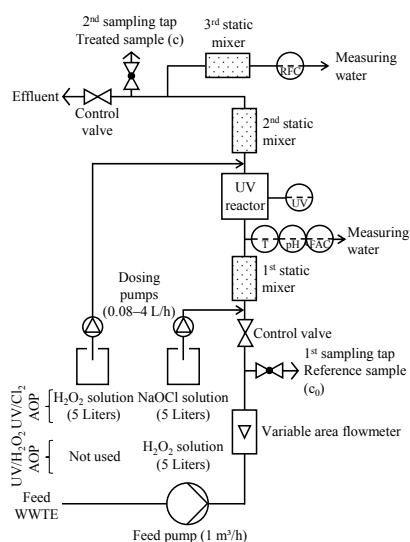 2nd sampling tap
Treated sample (c)
3rd static
mixer
RFC
Measuring
water
Effluent
Control
valve
2nd static
mixer
UV
reactor
UV
T
pH
FAC
Measuring
water
1st static
mixer
Dosing
pumps
(0.08–4 L/h)
Control valve
1st sampling tap
Reference sample
(c0)
UV/Cl2
AOP
H2O2 solution
(5 Liters)
NaOCl solution
(5 Liters)
UV/H2O2
AOP
Not used
H2O2 solution
(5 Liters)
Variable area flowmeter
Feed
WWTE
Feed pump (1 m³/h)